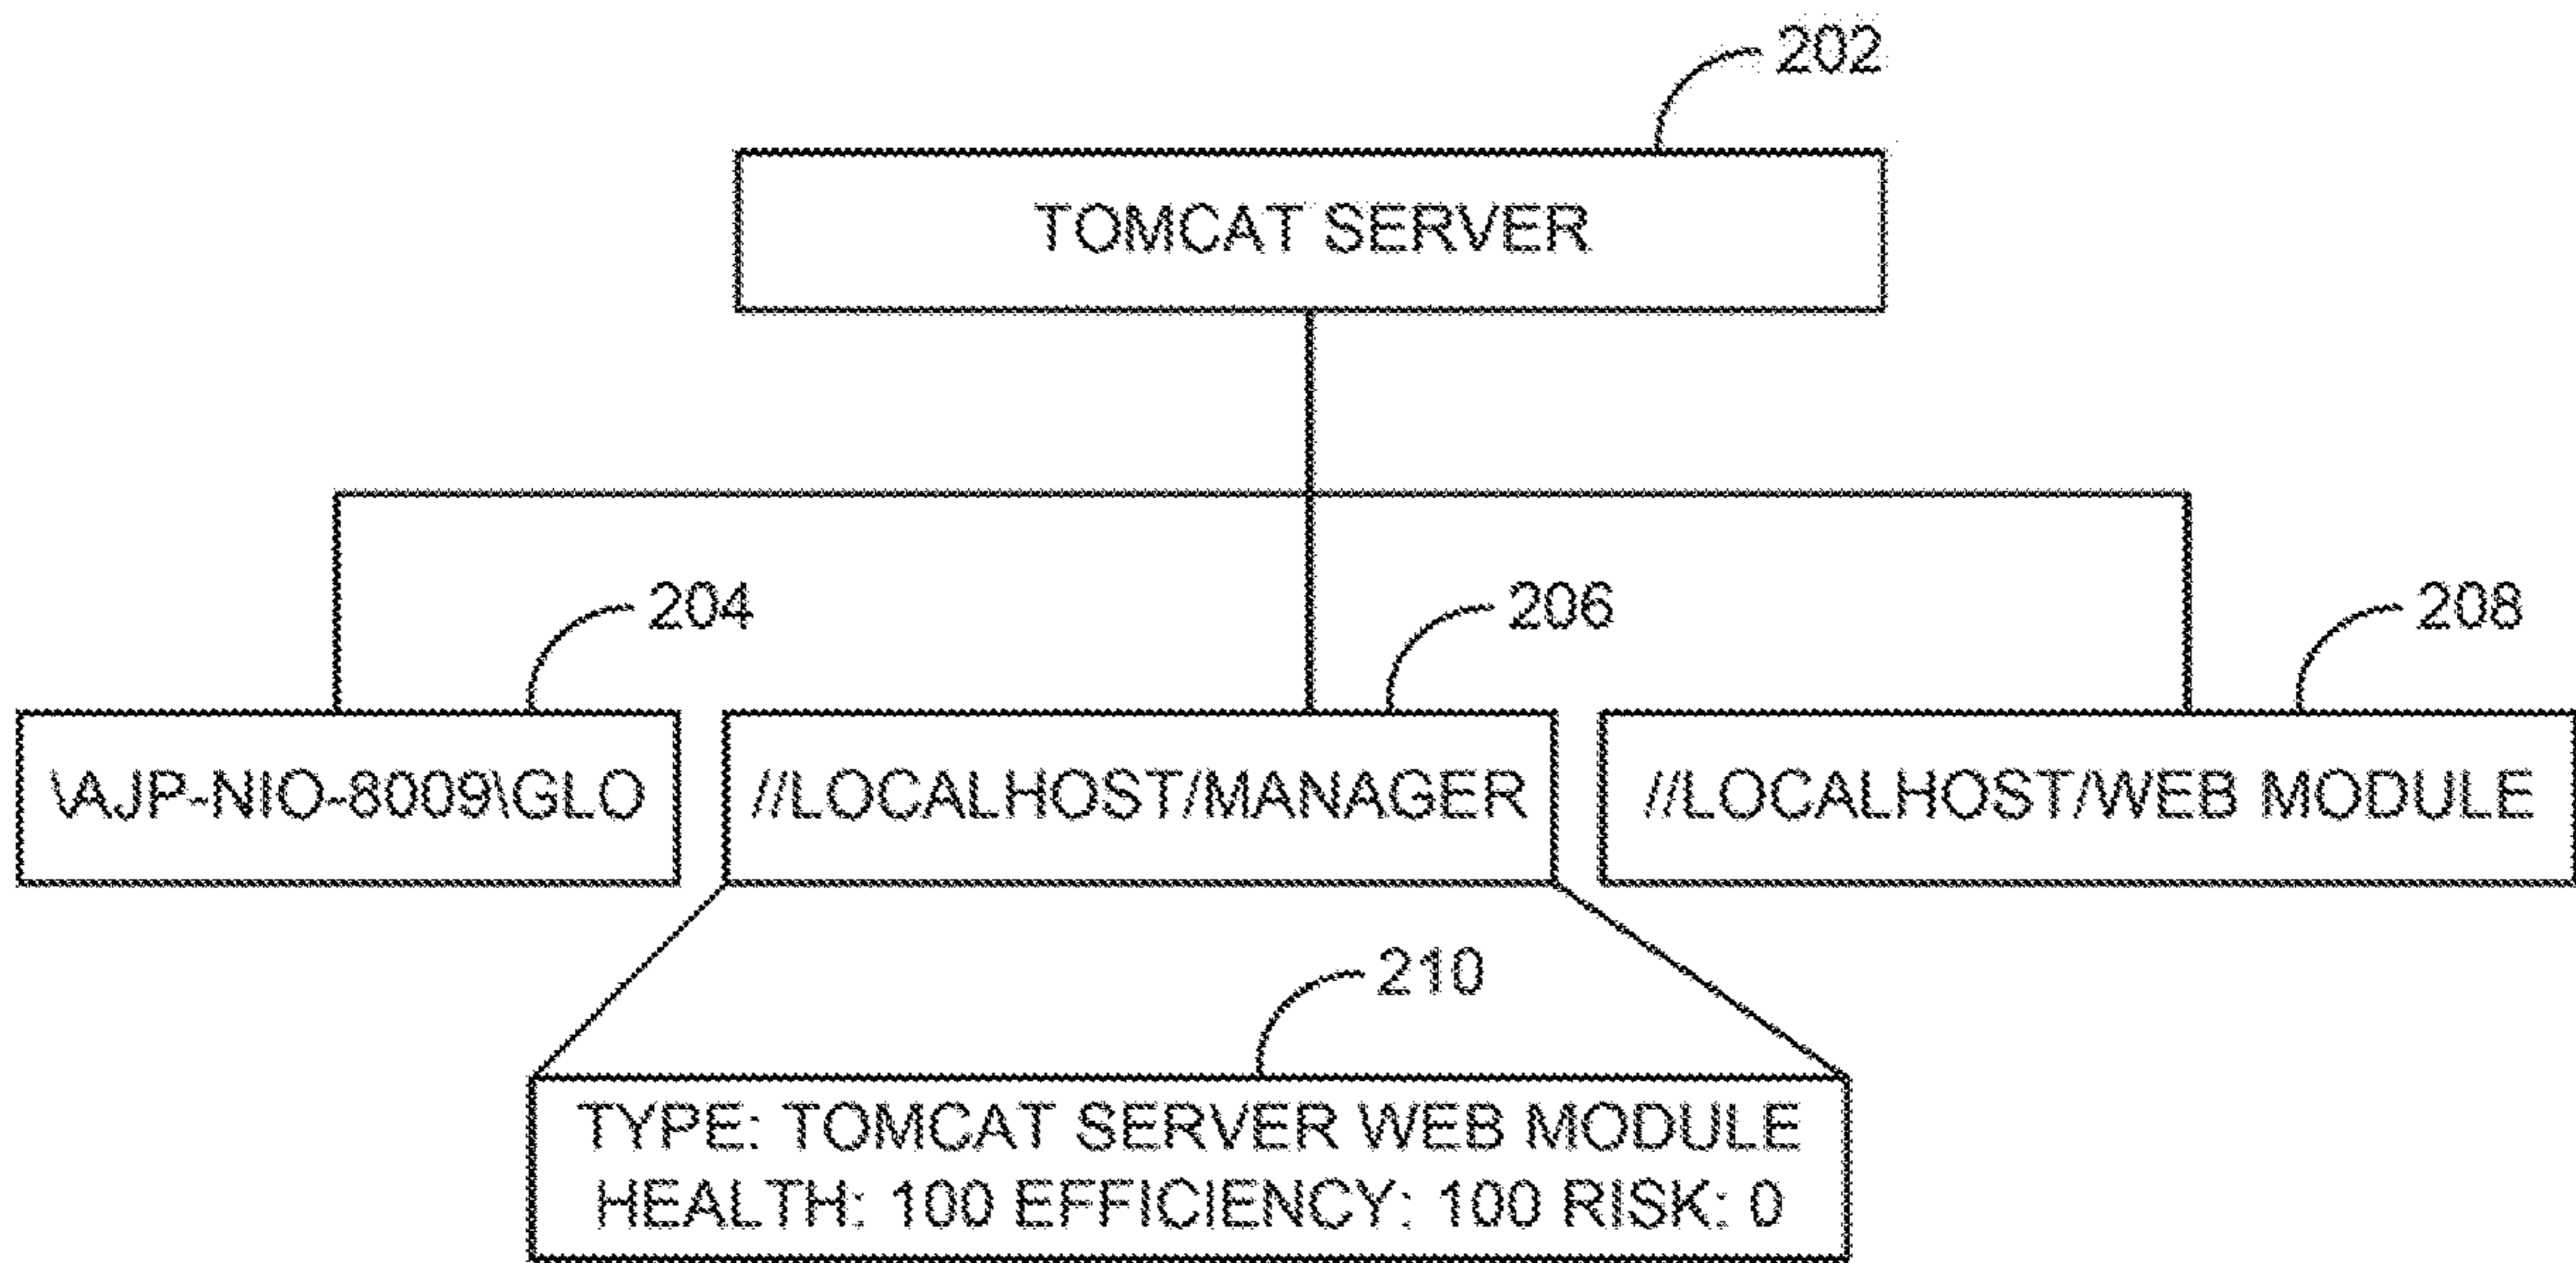 202
TOMCAT SERVER
204
206
208
\AJP-NIO-8009\GLO
//LOCALHOST/MANAGER
//LOCALHOST/WEB MODULE
210
TYPE: TOMCAT SERVER WEB MODULE
HEALTH: 100 EFFICIENCY: 100 RISK: 0